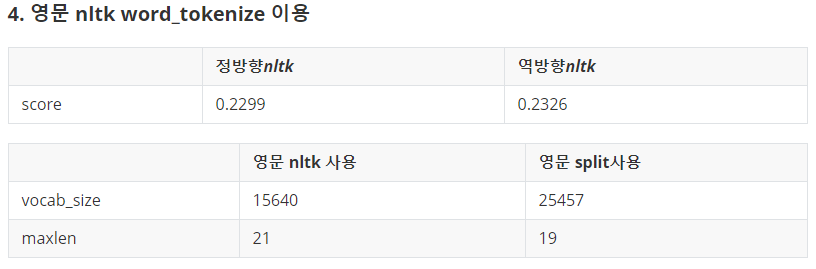 4. 영문 nltk word_tokenize 이용
정방향nltk 역방향nltk
score 0.2299 0.2326
영문 nltk 사용 영문 split사용
vocab_size 15640 25457
maxlen 21 19